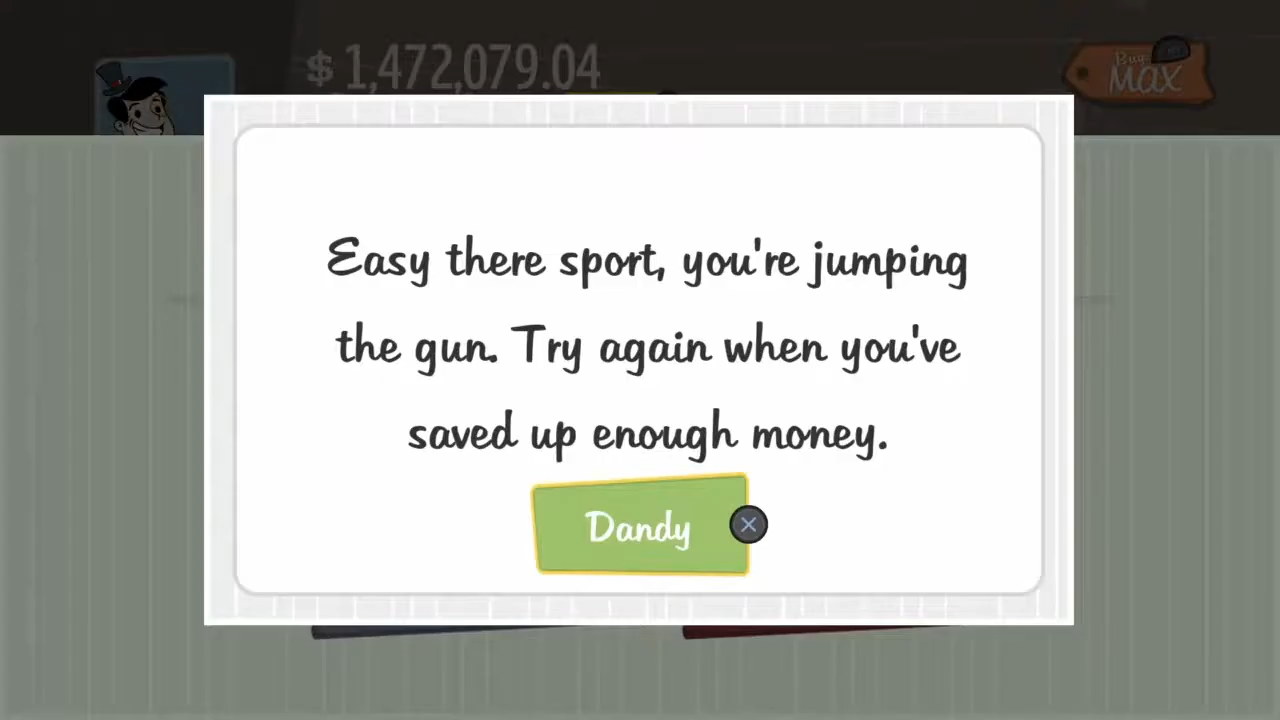 $ 1,472,079.04
Buy
MAX
Easy there sport, you're jumping
the gun. Try again when you've
saved up enough money.
Dandy